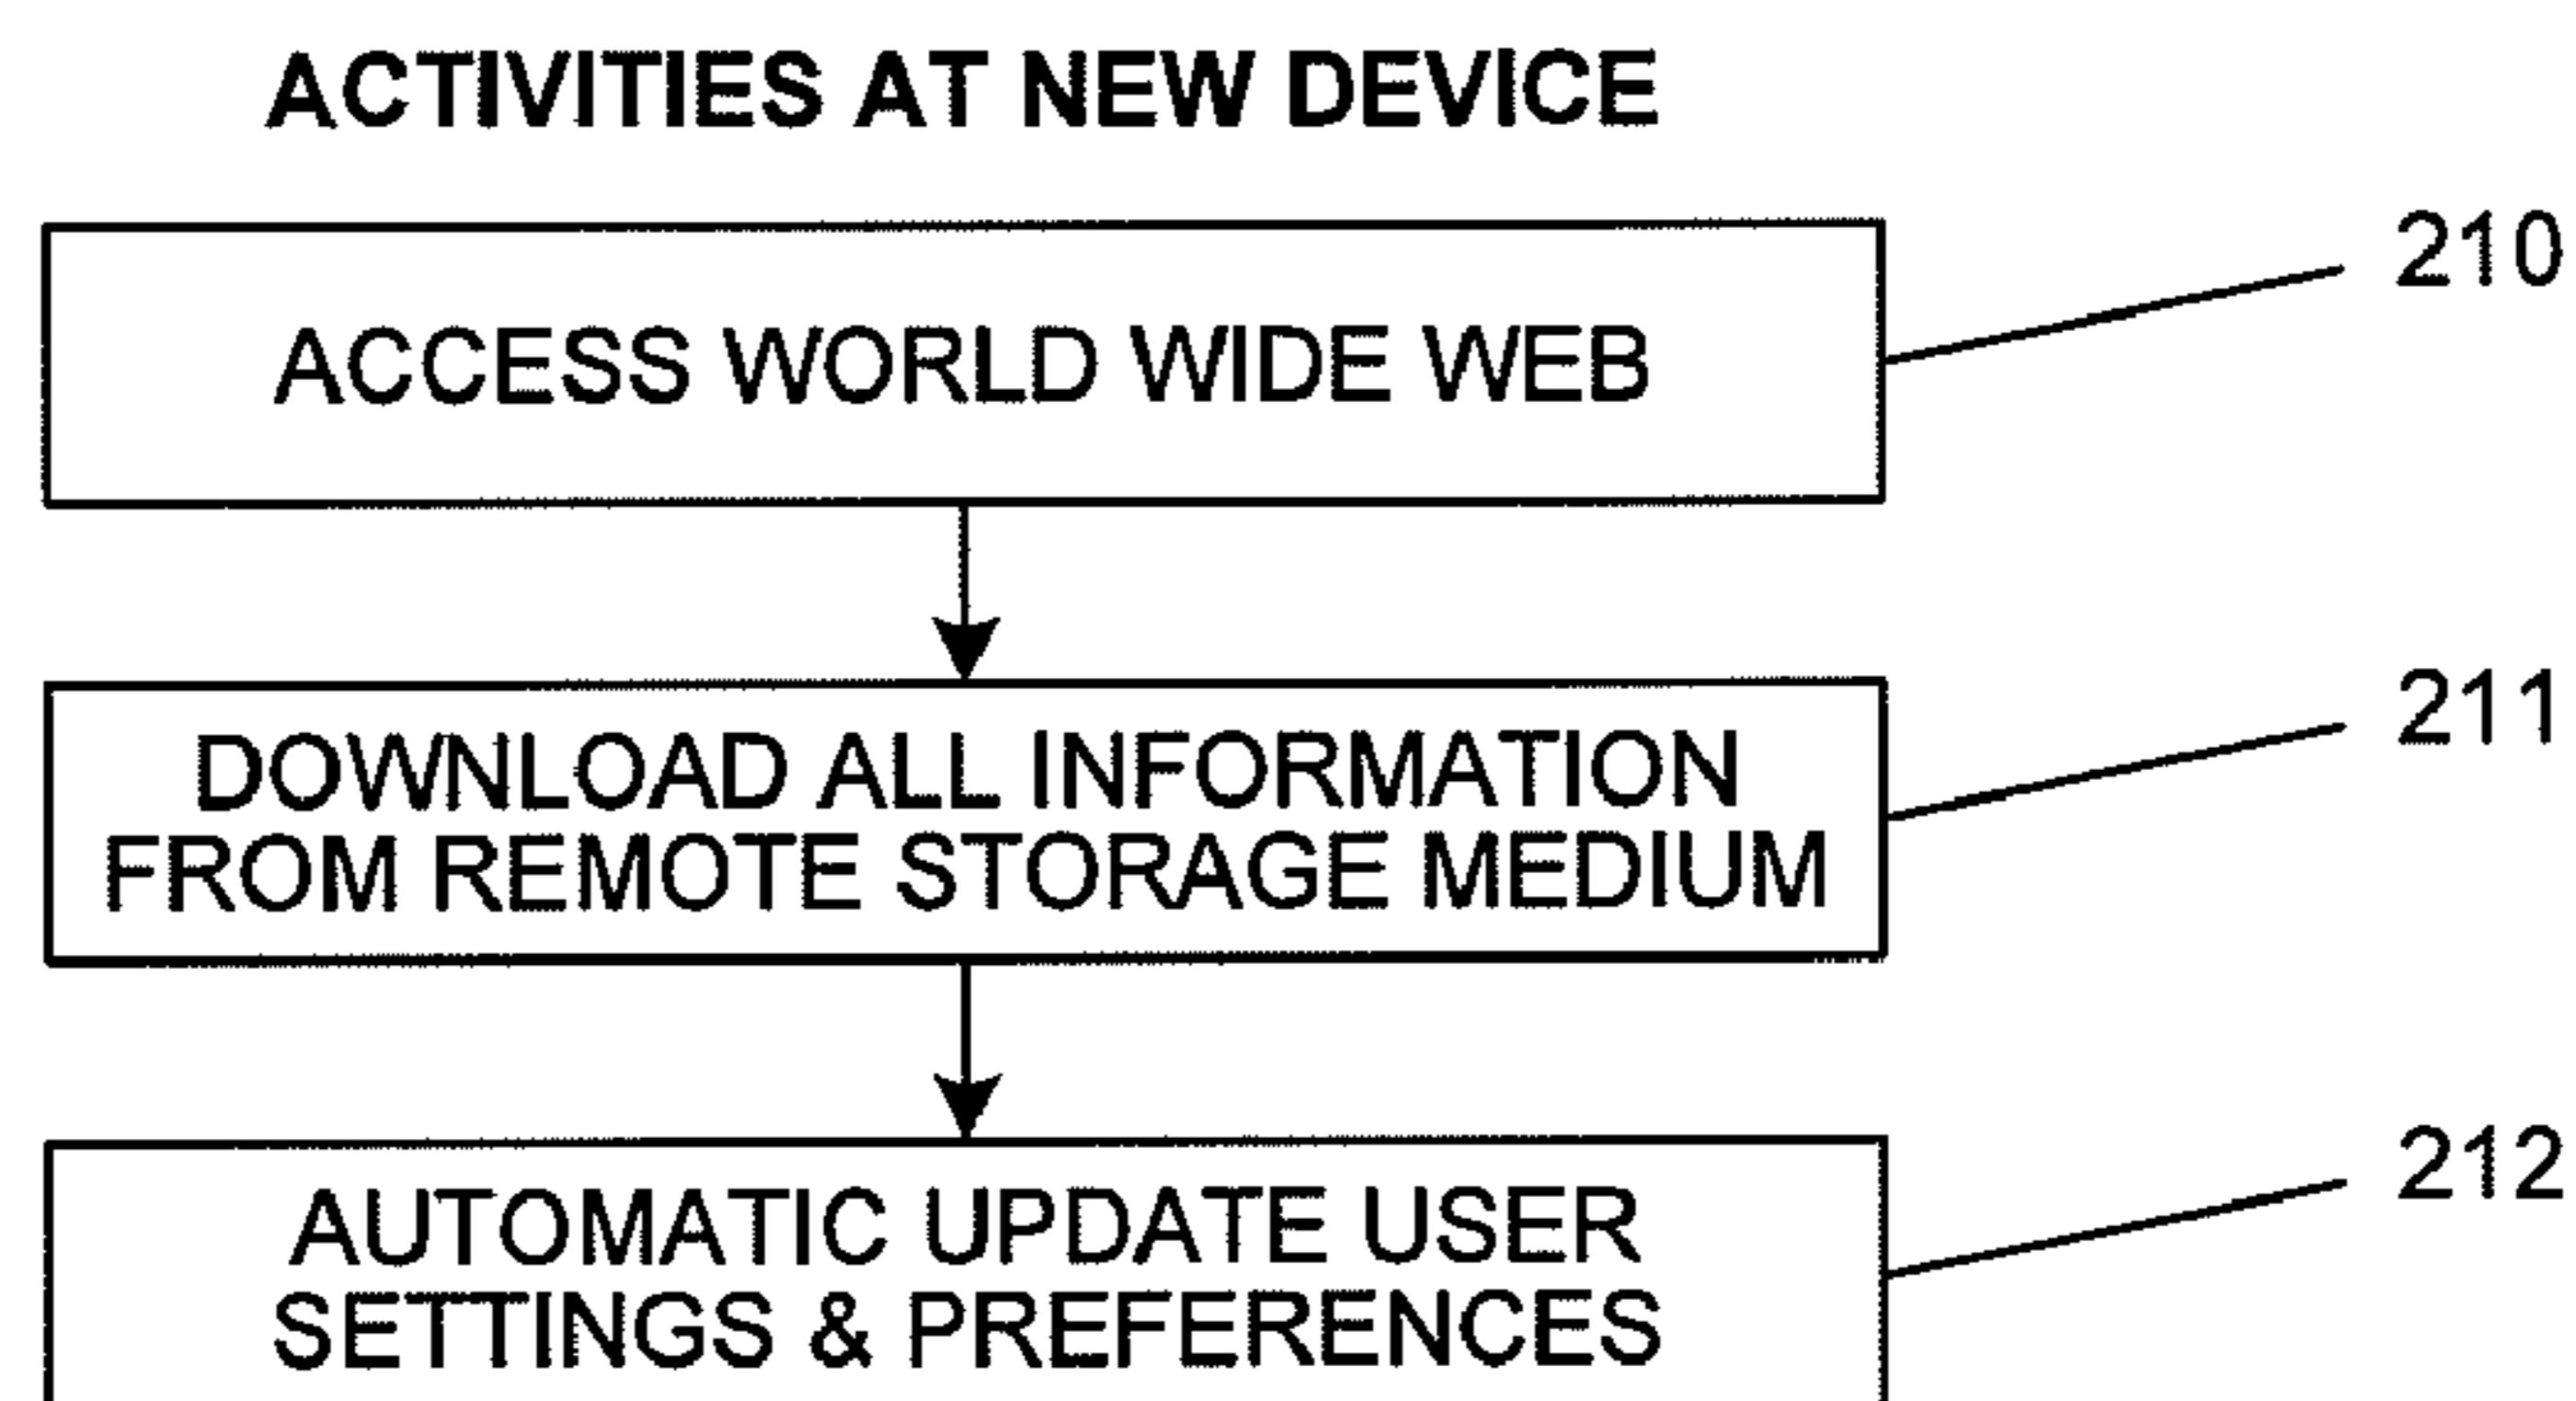 ACTIVITIES AT NEW DEVICE
ACCESS WORLD WIDE WEB
210
DOWNLOAD ALL INFORMATION
FROM REMOTE STORAGE MEDIUM
211
AUTOMATIC UPDATE USER
SETTINGS & PREFERENCES
212